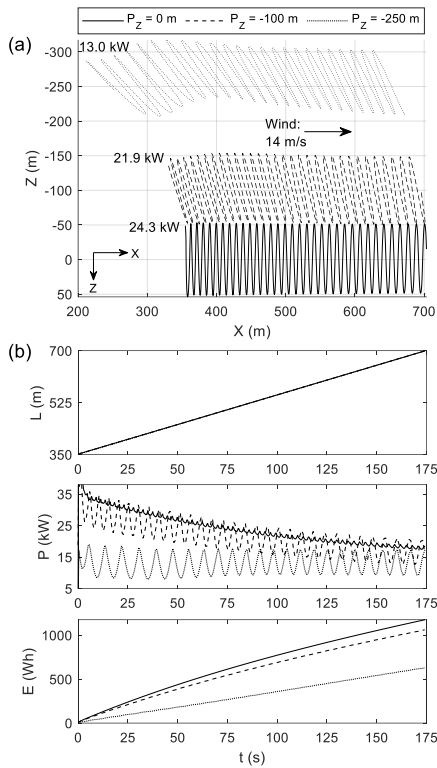 P_Z = 0 m P_Z = -100 m P_Z = -250 m
(a)
-300
-250
-200
-150
-100
-50
0
50
Z (m)
13.0 kW
Wind:
14 m/s
21.9 kW
24.3 kW
X
Z
200 300 400 500 600 700
X (m)
(b)
700
525
350
L (m)
0 25 50 75 100 125 150 175
35
25
15
5
P (kW)
0 25 50 75 100 125 150 175
1000
500
0
E (Wh)
0 25 50 75 100 125 150 175
t (s)